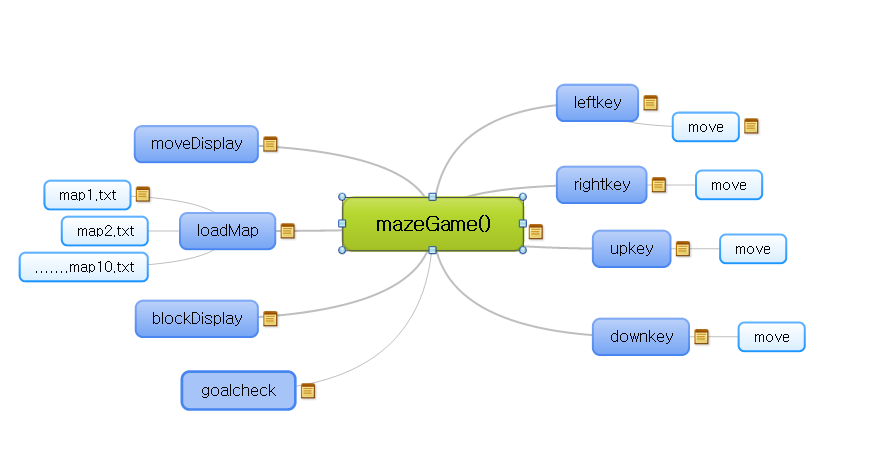 leftkey
move
moveDisplay
rightkey
move
map1.txt
mazeGame()
map2.txt
loadMap
upkey
move
.......map10.txt
blockDisplay
downkey
move
goalcheck